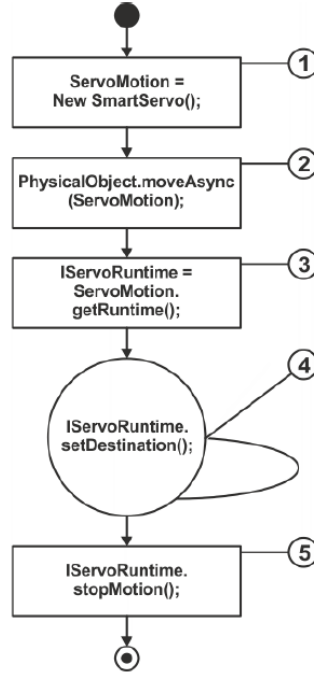 ServoMotion =
New SmartServo();
1
PhysicalObject.moveAsync
(ServoMotion);
2
IServoRuntime =
ServoMotion.
getRuntime();
3
IServoRuntime.
setDestination();
4
IServoRuntime.
stopMotion();
5